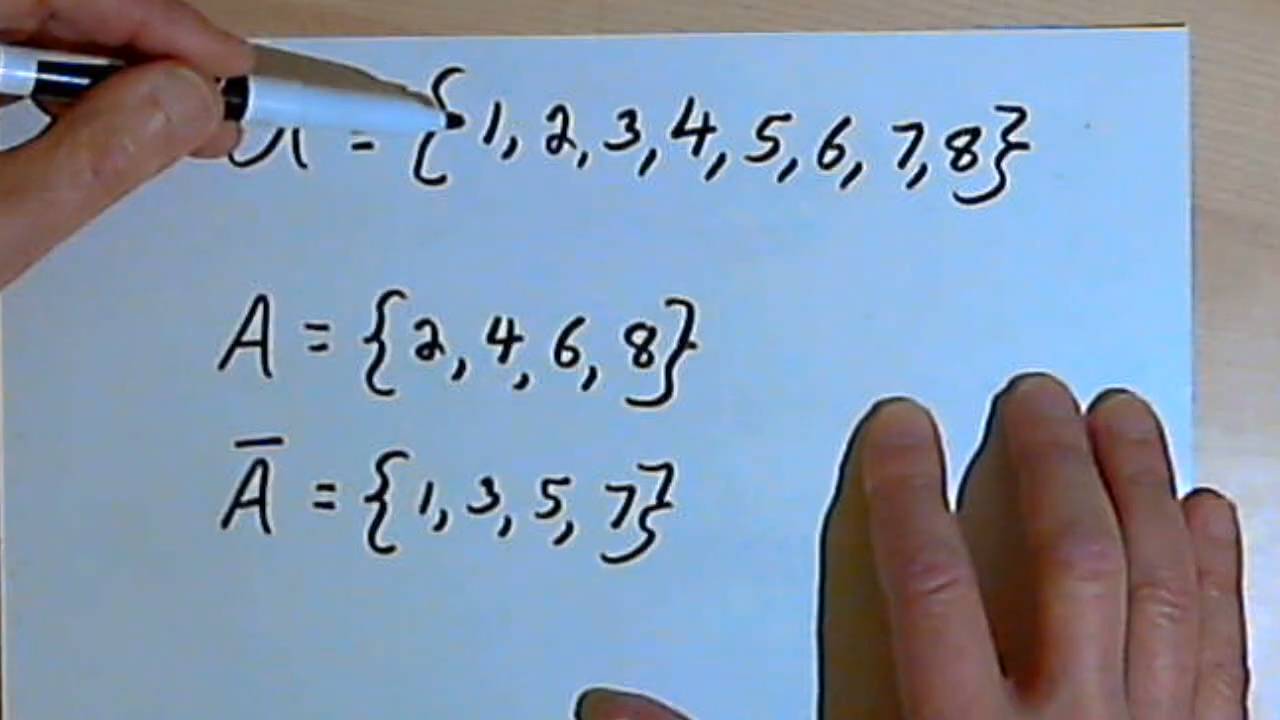 U = {1, 2, 3, 4, 5, 6, 7, 8}
A = {2, 4, 6, 8}
A̅ = {1, 3, 5, 7}